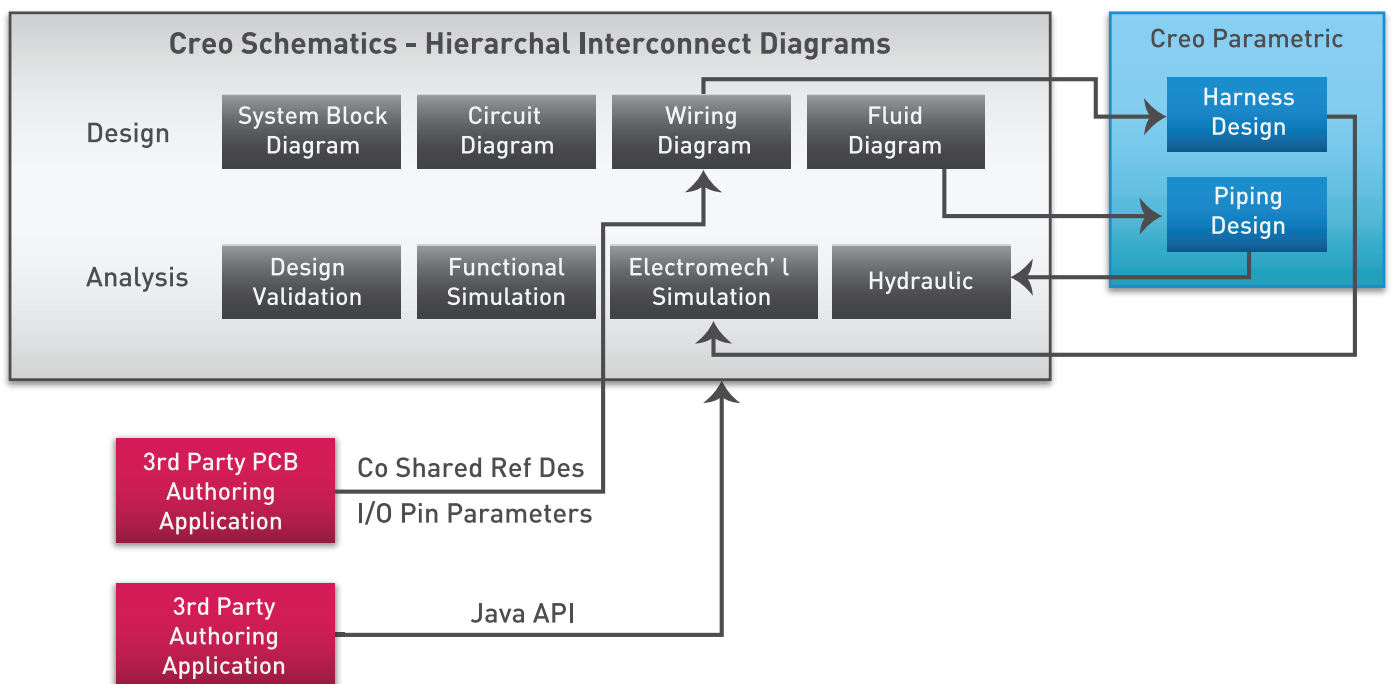 Creo Schematics - Hierarchal Interconnect Diagrams
Creo Parametric
Design
System Block
Diagram
Circuit
Diagram
Wiring
Diagram
Fluid
Diagram
Harness
Design
Piping
Design
Analysis
Design
Validation
Functional
Simulation
Electromech' l
Simulation
Hydraulic
3rd Party PCB
Authoring
Application
Co Shared Ref Des
I/O Pin Parameters
3rd Party
Authoring
Application
Java API